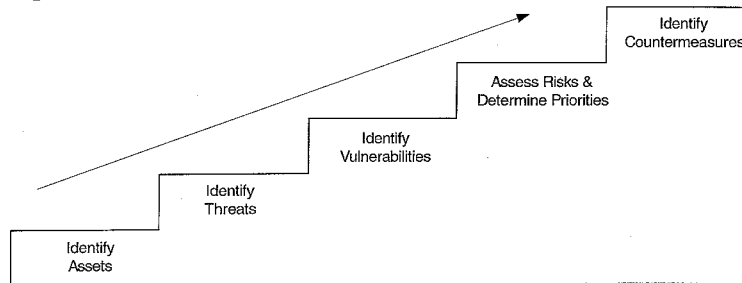 Identify
Countermeasures
Assess Risks &
Determine Priorities
Identify
Vulnerabilities
Identify
Threats
Identify
Assets